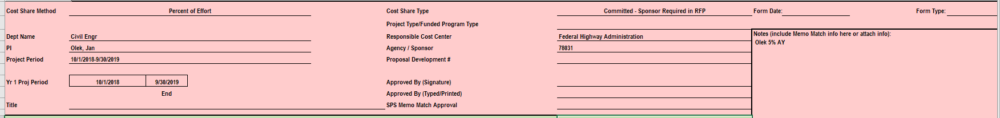 Cost Share Method Percent of Effort Cost Share Type Committed - Sponsor Required in RFP Form Date: Form Type:
Project Type/Funded Program Type
Dept Name Civil Engr Responsible Cost Center Federal Highway Administration Notes (include Memo Match info here or attach info):
Olek 5% AY
PI Olek, Jan Agency / Sponsor 78031
Project Period 10/1/2018-9/30/2019 Proposal Development #
Yr 1 Proj Period 10/1/2018 9/30/2019 Approved By (Signature)
End Approved By (Typed/Printed)
Title SPS Memo Match Approval